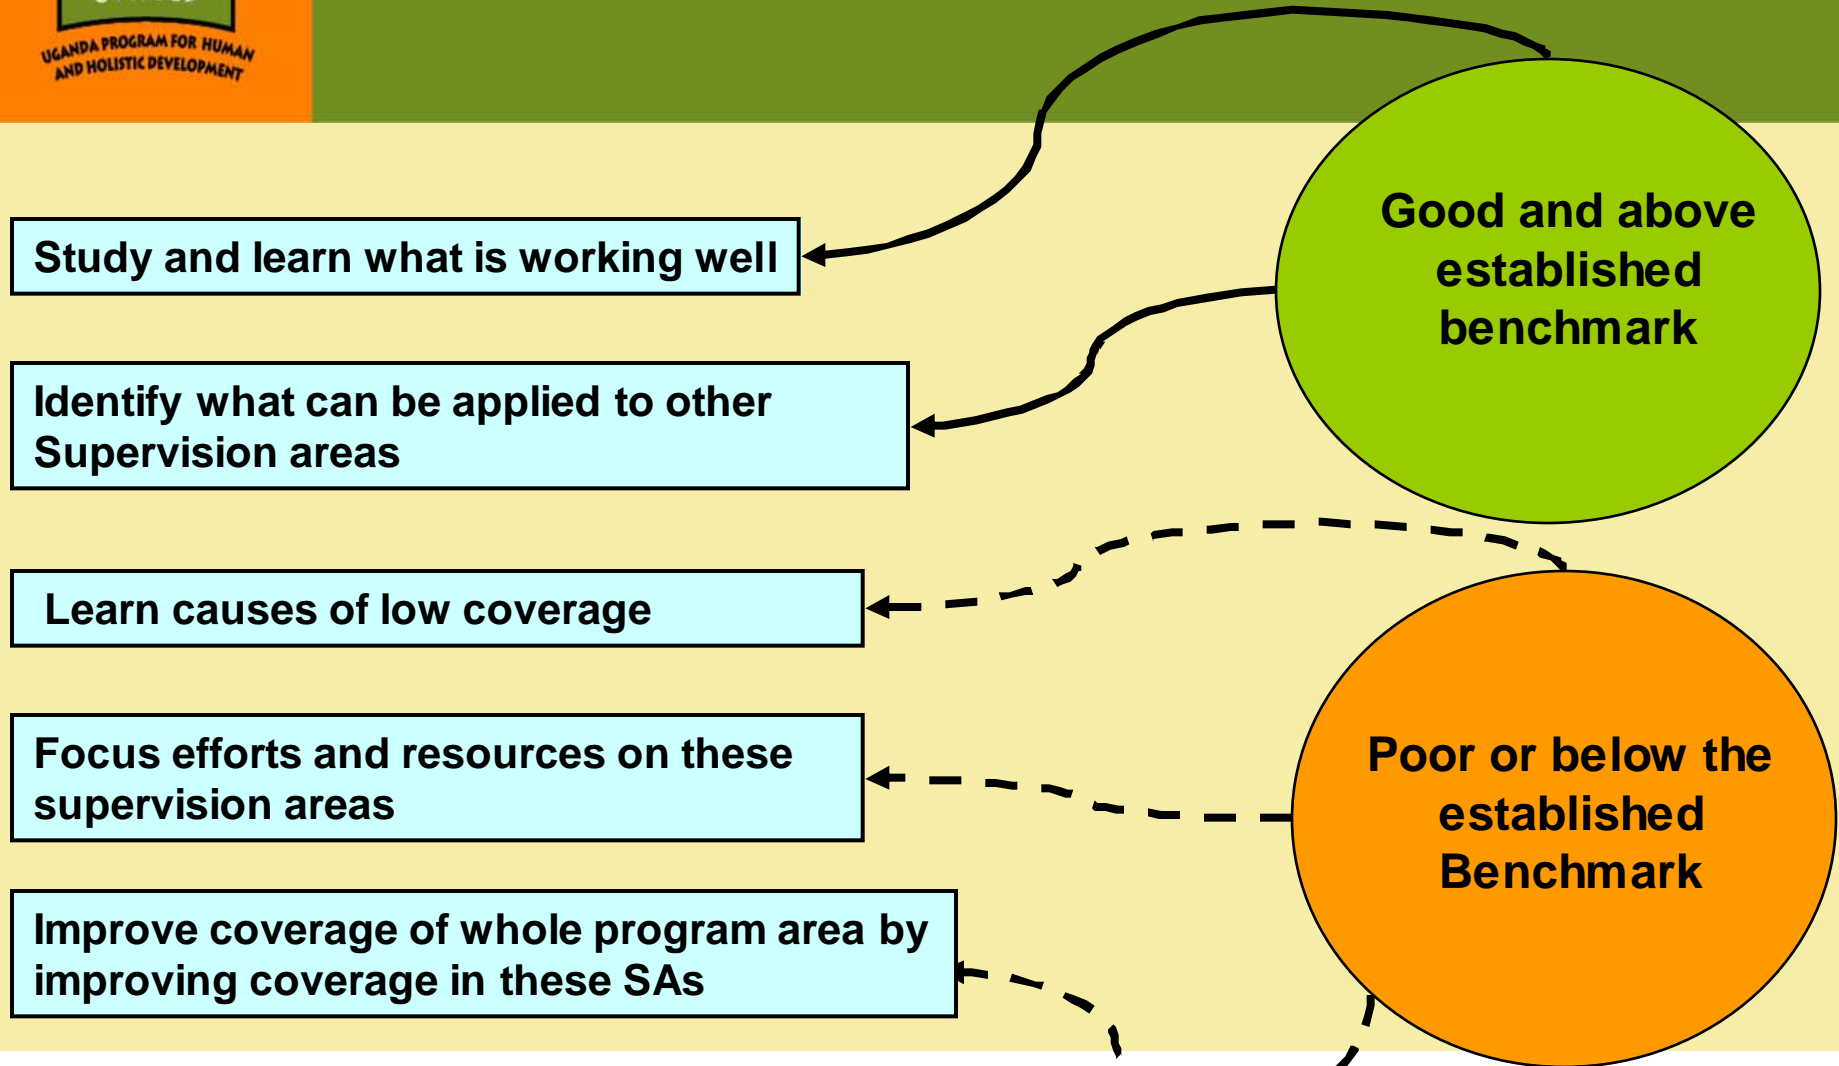 UGANDA PROGRAM FOR HUMAN
AND HOLISTIC DEVELOPMENT
Study and learn what is working well
Identify what can be applied to other
Supervision areas
Learn causes of low coverage
Focus efforts and resources on these
supervision areas
Improve coverage of whole program area by
improving coverage in these SAs
Good and above
established
benchmark
Poor or below the
established
Benchmark